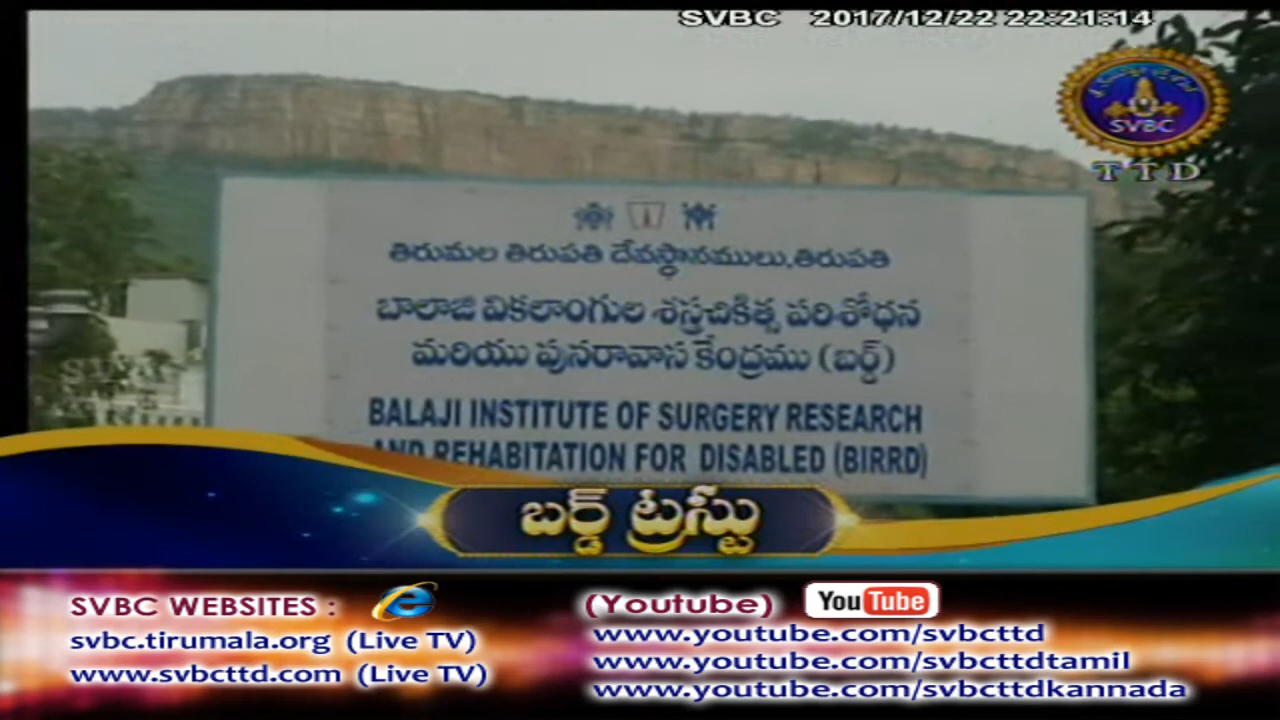 SVBC 2017/12/22 22:21:14
SVBC
TTD
తిరుమల తిరుపతి దేవస్థానములు,తిరుపతి
బాలాజి వికలాంగుల శస్త్రచికిత్స పరిశోధన
మరియు పునరావాస కేంద్రము (బర్డ్)
BALAJI INSTITUTE OF SURGERY RESEARCH
AND REHABITATION FOR DISABLED (BIRRD)
బర్డ్ ట్రస్టు
SVBC WEBSITES :
svbc.tirumala.org (Live TV)
www.svbcttd.com (Live TV)
(Youtube) YouTube
www.youtube.com/svbcttd
www.youtube.com/svbcttdtamil
www.youtube.com/svbcttdkannada